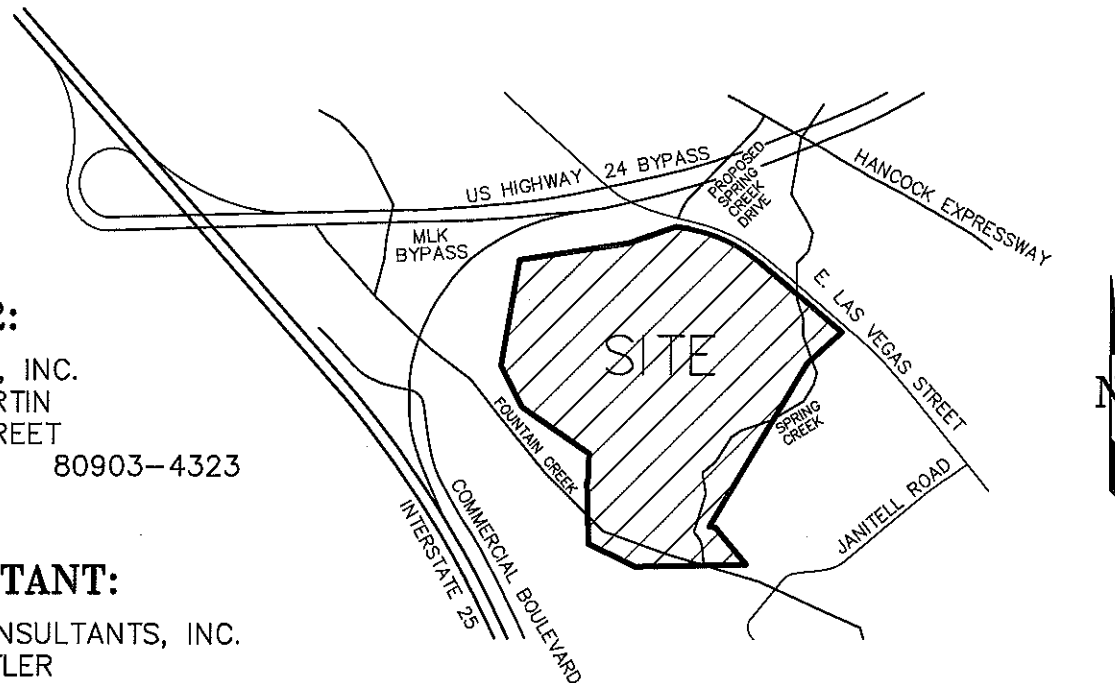 US HIGHWAY 24 BYPASS
MLK
BYPASS
PROPOSED
SPRING
CREEK
DRIVE
HANCOCK EXPRESSWAY
E. LAS VEGAS STREET
SITE
SPRING
CREEK
FOUNTAIN CREEK
JANITELL ROAD
COMMERCIAL BOULEVARD
INTERSTATE 25
N
R:
, INC.
RTIN
REET
80903-4323
TANT:
NSULTANTS, INC.
TLER